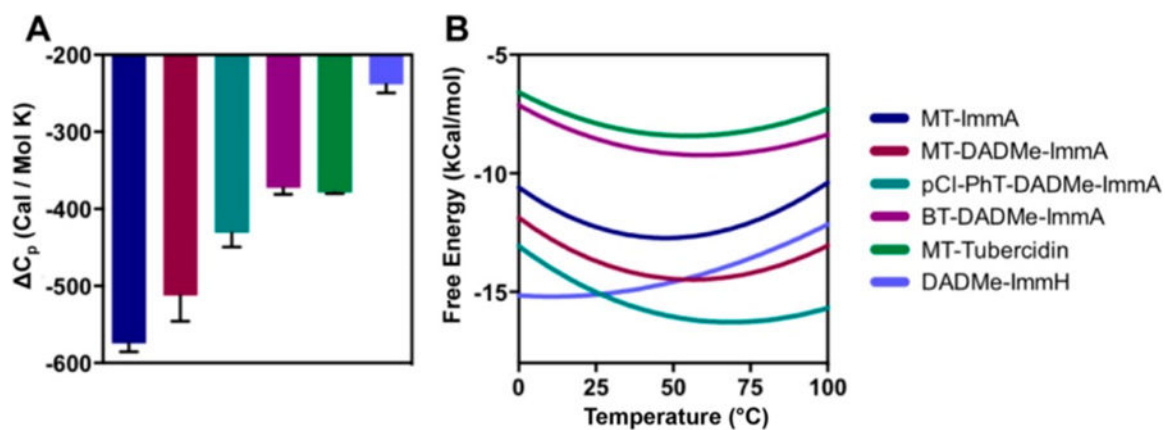 A
-200
-300
-400
-500
-600
ΔCp (Cal / Mol K)
B
-5
-10
-15
Free Energy (kCal/mol)
0 25 50 75 100
Temperature (°C)
MT-ImmA
MT-DADMe-ImmA
pCl-PhT-DADMe-ImmA
BT-DADMe-ImmA
MT-Tubercidin
DADMe-ImmH